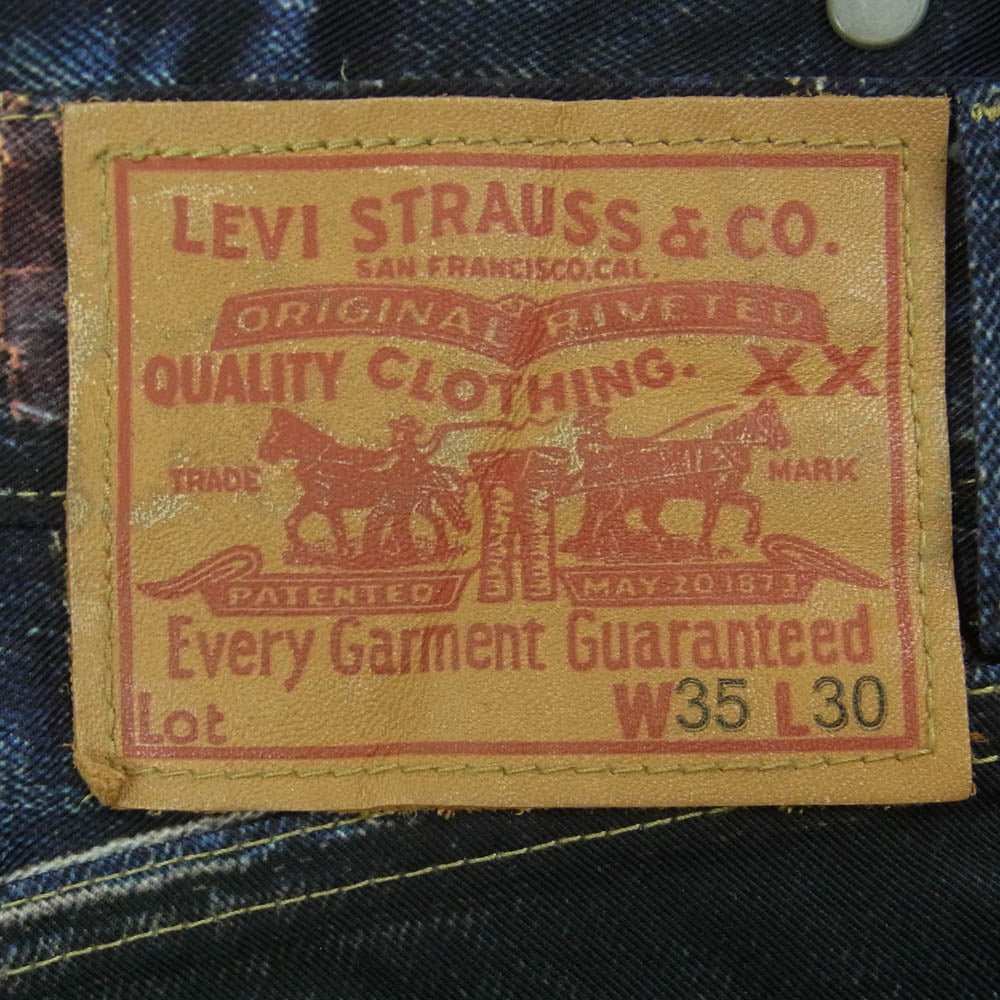 LEVI STRAUSS & CO.
SAN FRANCISCO, CAL.
ORIGINAL RIVETED
QUALITY CLOTHING. XX
TRADE MARK
PATENTED MAY 20 1873
Every Garment Guaranteed
Lot W35 L30